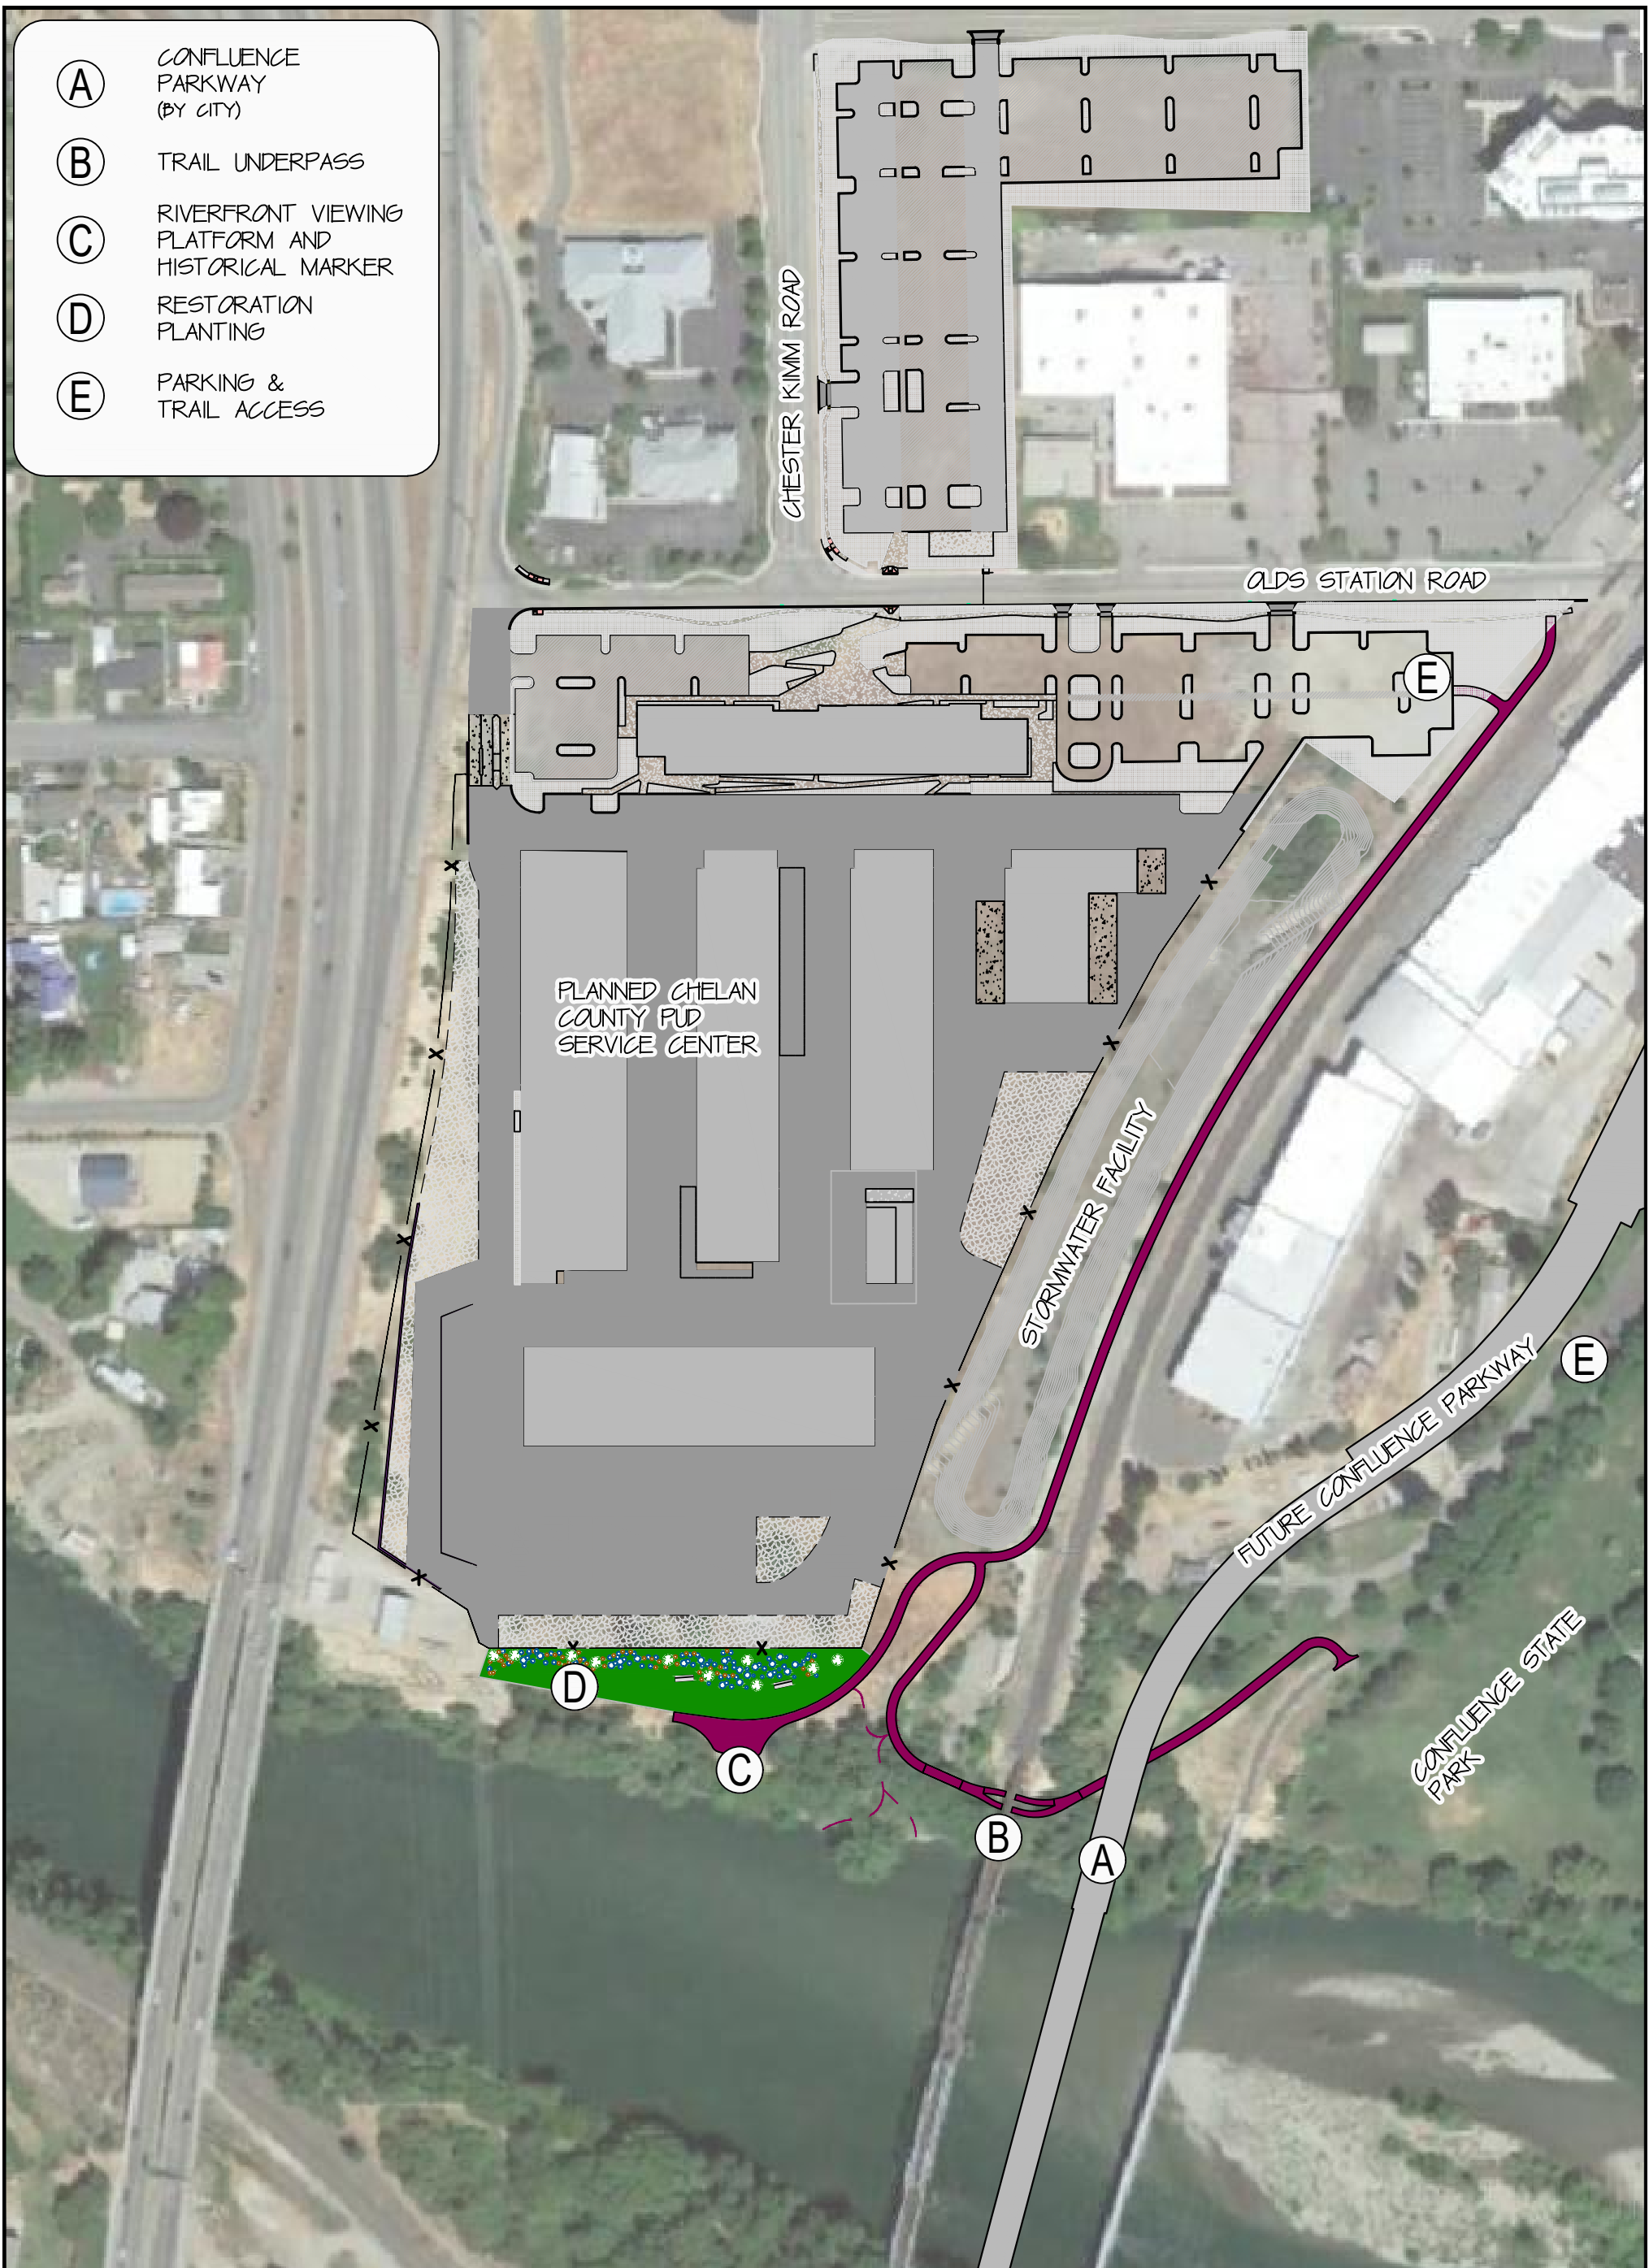 A
CONFLUENCE
PARKWAY
(BY CITY)
B
TRAIL UNDERPASS
C
RIVERFRONT VIEWING
PLATFORM AND
HISTORICAL MARKER
D
RESTORATION
PLANTING
E
PARKING &
TRAIL ACCESS
CHESTER KIMM ROAD
OLDS STATION ROAD
E
PLANNED CHELAN
COUNTY PUD
SERVICE CENTER
STORMWATER FACILITY
E
FUTURE CONFLUENCE PARKWAY
CONFLUENCE STATE
PARK
D
C
B
A